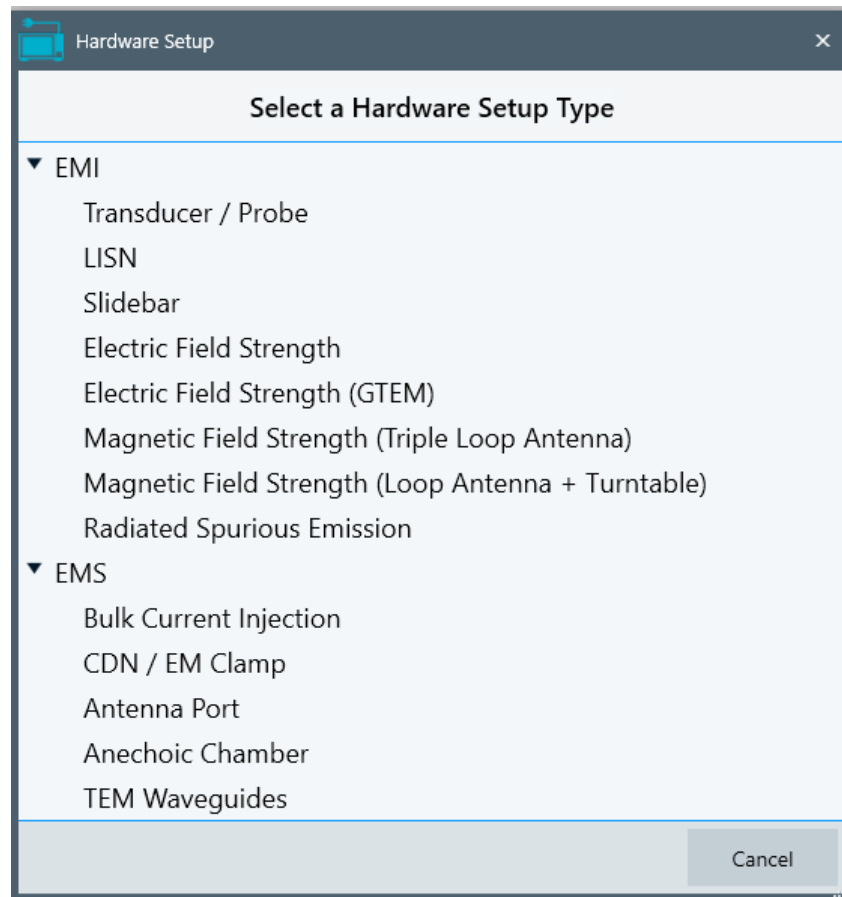 Hardware Setup
Select a Hardware Setup Type
EMI
Transducer / Probe
LISN
Slidebar
Electric Field Strength
Electric Field Strength (GTEM)
Magnetic Field Strength (Triple Loop Antenna)
Magnetic Field Strength (Loop Antenna + Turntable)
Radiated Spurious Emission
EMS
Bulk Current Injection
CDN / EM Clamp
Antenna Port
Anechoic Chamber
TEM Waveguides
Cancel